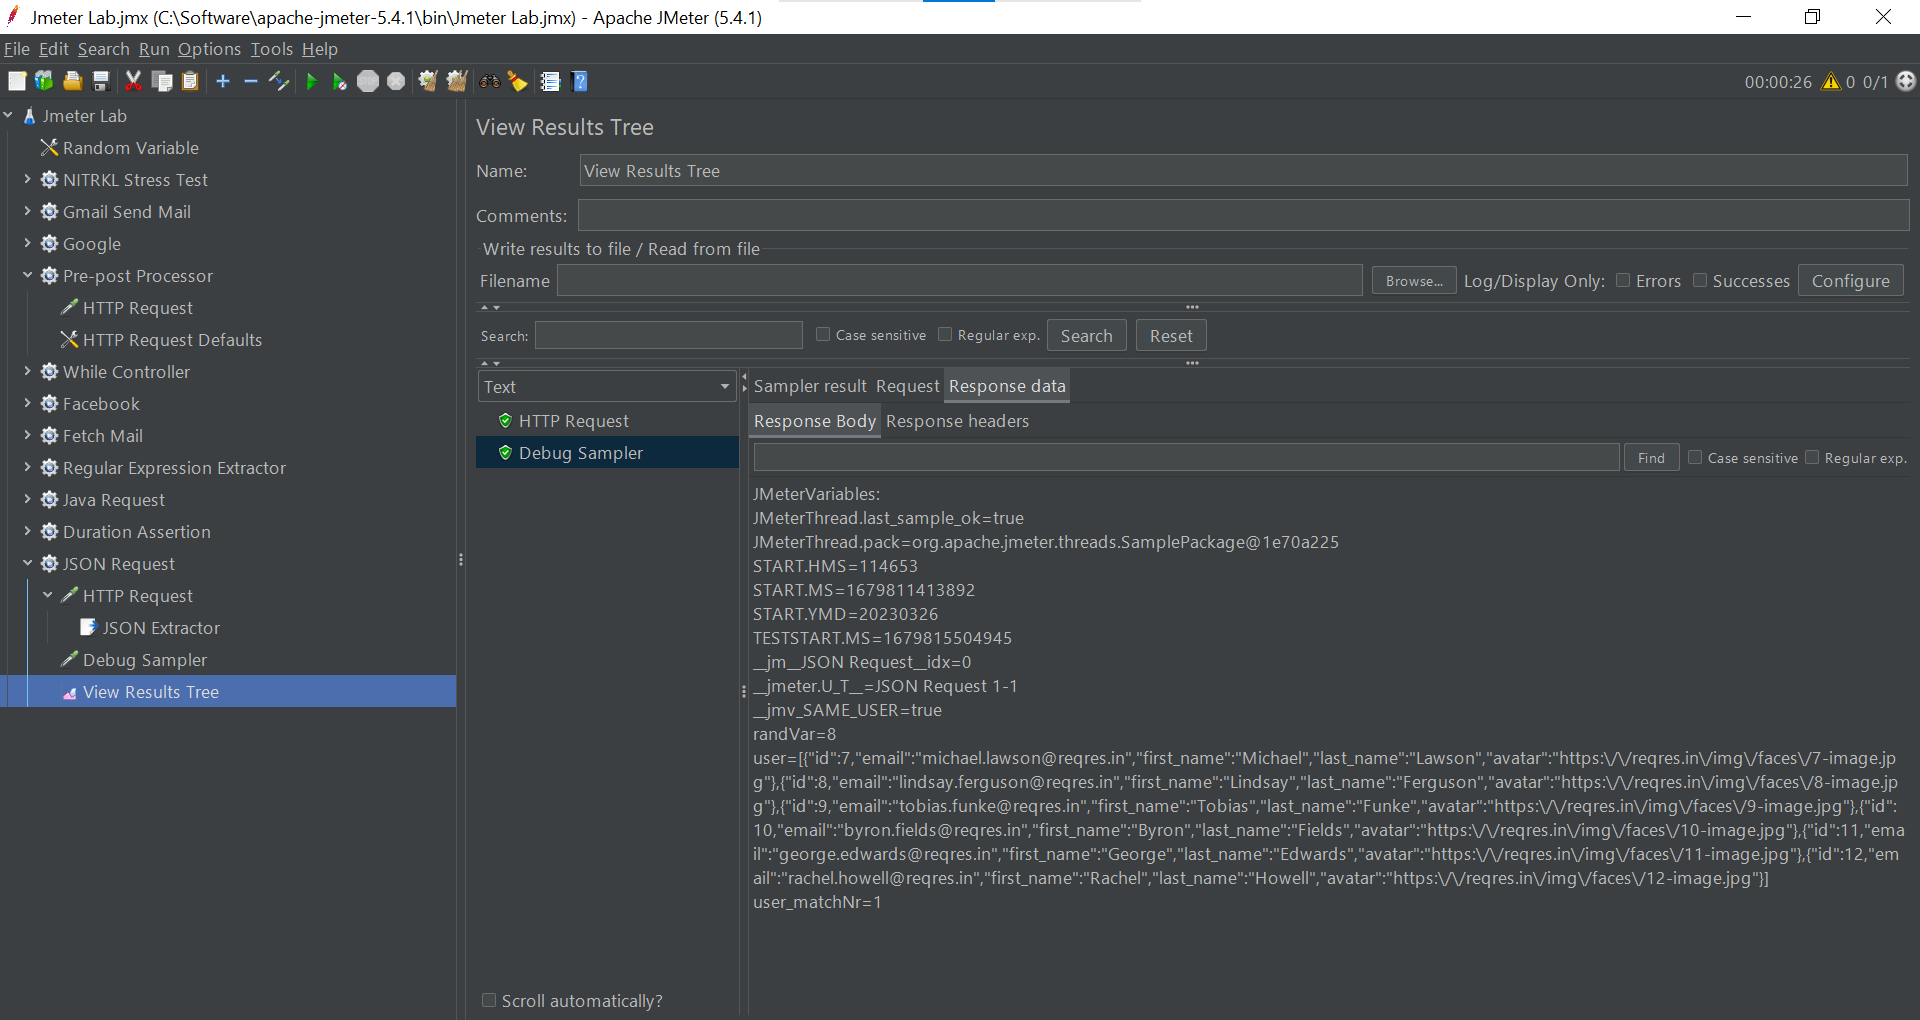 Jmeter Lab.jmx (C:\Software\apache-jmeter-5.4.1\bin\Jmeter Lab.jmx) - Apache JMeter (5.4.1)
File Edit Search Run Options Tools Help
00:00:26 0 0/1
Jmeter Lab
Random Variable
NITRKL Stress Test
Gmail Send Mail
Google
Pre-post Processor
HTTP Request
HTTP Request Defaults
While Controller
Facebook
Fetch Mail
Regular Expression Extractor
Java Request
Duration Assertion
JSON Request
HTTP Request
JSON Extractor
Debug Sampler
View Results Tree
View Results Tree
Name: View Results Tree
Comments:
Write results to file / Read from file
Filename Browse... Log/Display Only: Errors Successes Configure
Search: Case sensitive Regular exp. Search Reset
Text
HTTP Request
Debug Sampler
Scroll automatically?
Sampler result Request Response data
Response Body Response headers
Find Case sensitive Regular exp.
JMeterVariables:
JMeterThread.last_sample_ok=true
JMeterThread.pack=org.apache.jmeter.threads.SamplePackage@1e70a225
START.HMS=114653
START.MS=1679811413892
START.YMD=20230326
TESTSTART.MS=1679815504945
__jm__JSON Request__idx=0
__jmeter.U_T__=JSON Request 1-1
__jmv_SAME_USER=true
randVar=8
user=[{"id":7,"email":"michael.lawson@reqres.in","first_name":"Michael","last_name":"Lawson","avatar":"https:\/\/reqres.in\/img\/faces\/7-image.jp
g"},{"id":8,"email":"lindsay.ferguson@reqres.in","first_name":"Lindsay","last_name":"Ferguson","avatar":"https:\/\/reqres.in\/img\/faces\/8-image.jp
g"},{"id":9,"email":"tobias.funke@reqres.in","first_name":"Tobias","last_name":"Funke","avatar":"https:\/\/reqres.in\/img\/faces\/9-image.jpg"},{"id":
10,"email":"byron.fields@reqres.in","first_name":"Byron","last_name":"Fields","avatar":"https:\/\/reqres.in\/img\/faces\/10-image.jpg"},{"id":11,"ema
il":"george.edwards@reqres.in","first_name":"George","last_name":"Edwards","avatar":"https:\/\/reqres.in\/img\/faces\/11-image.jpg"},{"id":12,"em
ail":"rachel.howell@reqres.in","first_name":"Rachel","last_name":"Howell","avatar":"https:\/\/reqres.in\/img\/faces\/12-image.jpg"}]
user_matchNr=1